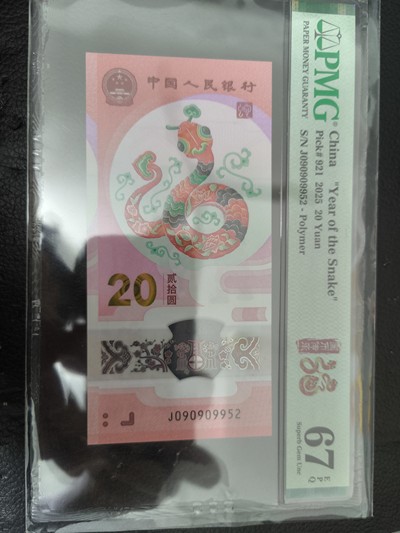 中国人民银行
20
贰拾圆
J090909952
PMG
PAPER MONEY GUARANTY
China "Year of the Snake"
Pick# 921 2025 20 Yuan
S/N J090909952 - Polymer
67 EPQ
Superb Gem Unc